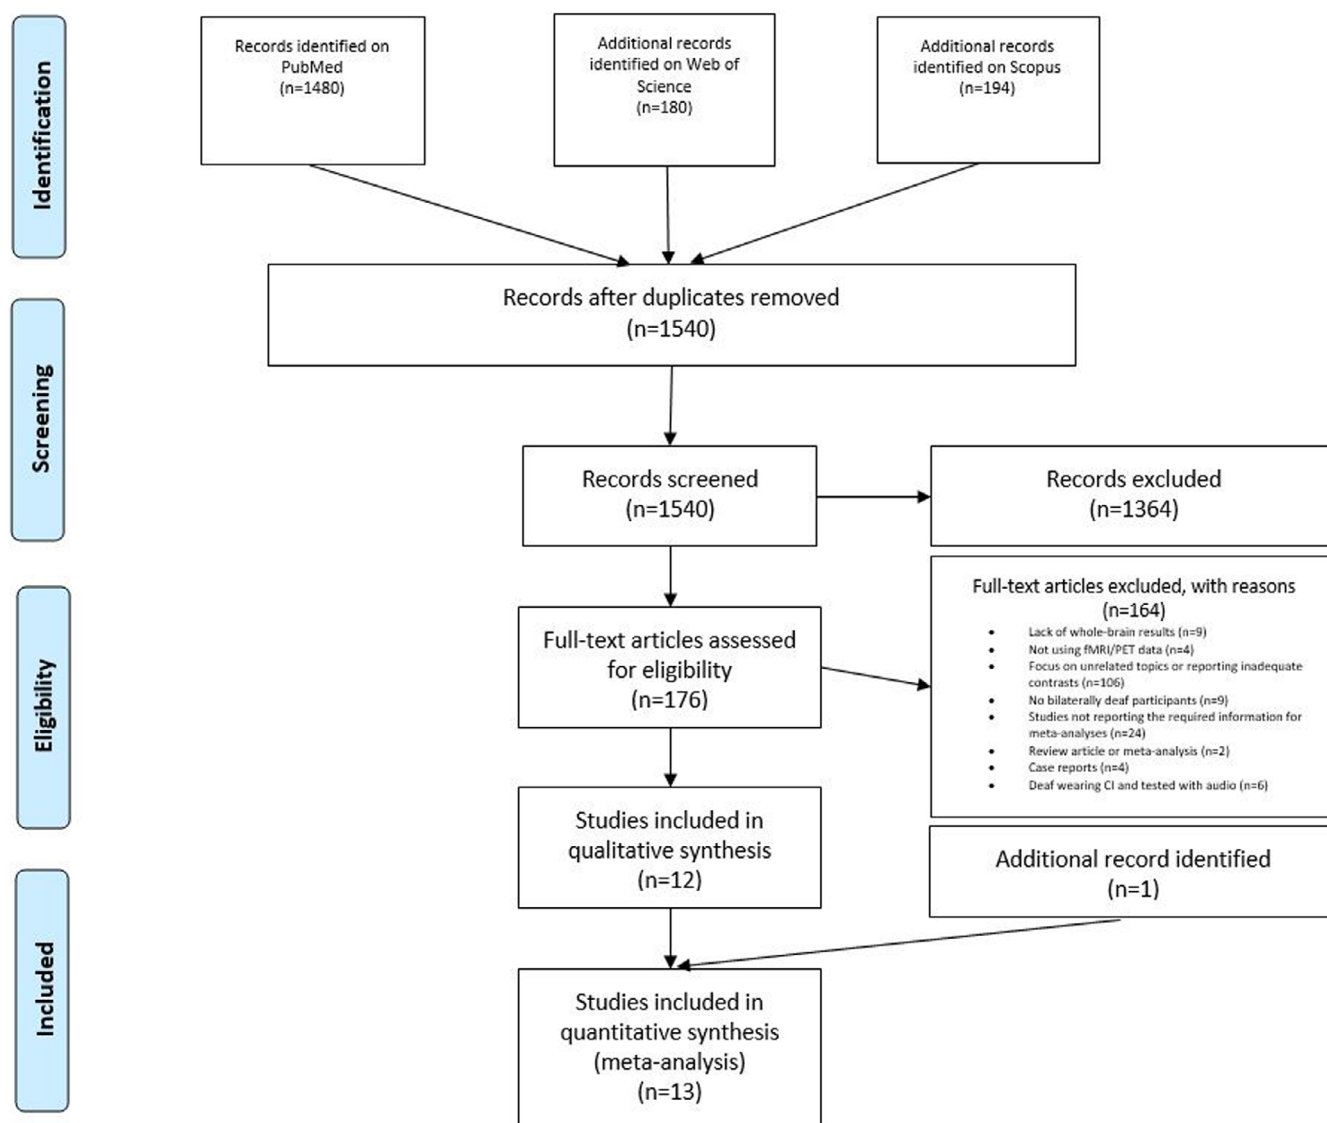 Identification
Records identified on
PubMed
(n=1480)
Additional records
identified on Web of
Science
(n=180)
Additional records
identified on Scopus
(n=194)
Records after duplicates removed
(n=1540)
Screening
Records screened
(n=1540)
Records excluded
(n=1364)
Eligibility
Full-text articles assessed
for eligibility
(n=176)
Full-text articles excluded, with reasons
(n=164)
• Lack of whole-brain results (n=9)
• Not using fMRI/PET data (n=4)
• Focus on unrelated topics or reporting inadequate
contrasts (n=106)
• No bilaterally deaf participants (n=9)
• Studies not reporting the required information for
meta-analyses (n=24)
• Review article or meta-analysis (n=2)
• Case reports (n=4)
• Deaf wearing CI and tested with audio (n=6)
Studies included in
qualitative synthesis
(n=12)
Additional record identified
(n=1)
Included
Studies included in
quantitative synthesis
(meta-analysis)
(n=13)